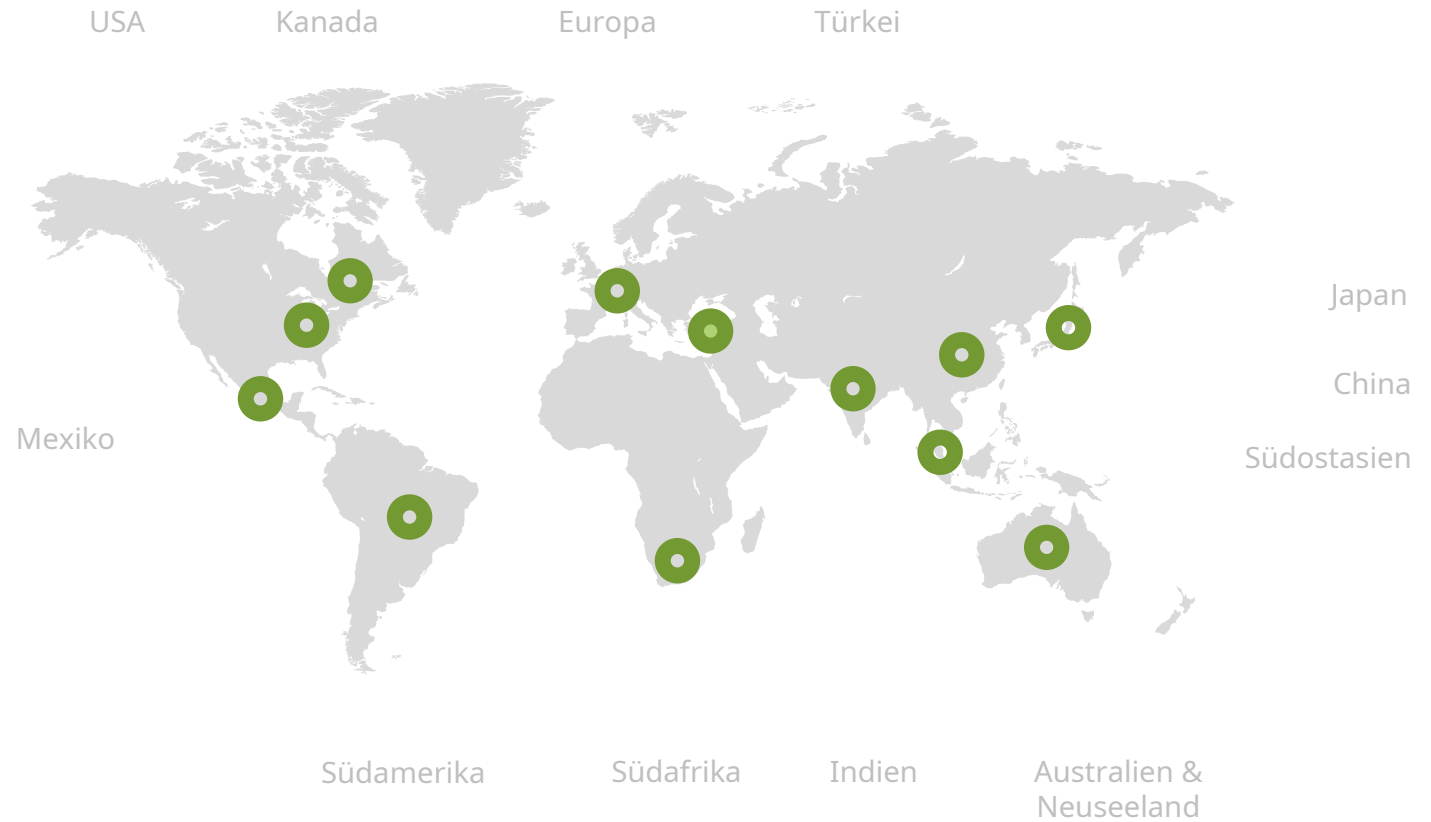 USA
Kanada
Europa
Türkei
Japan
China
Mexiko
Südostasien
Südamerika
Südafrika
Indien
Australien &
Neuseeland